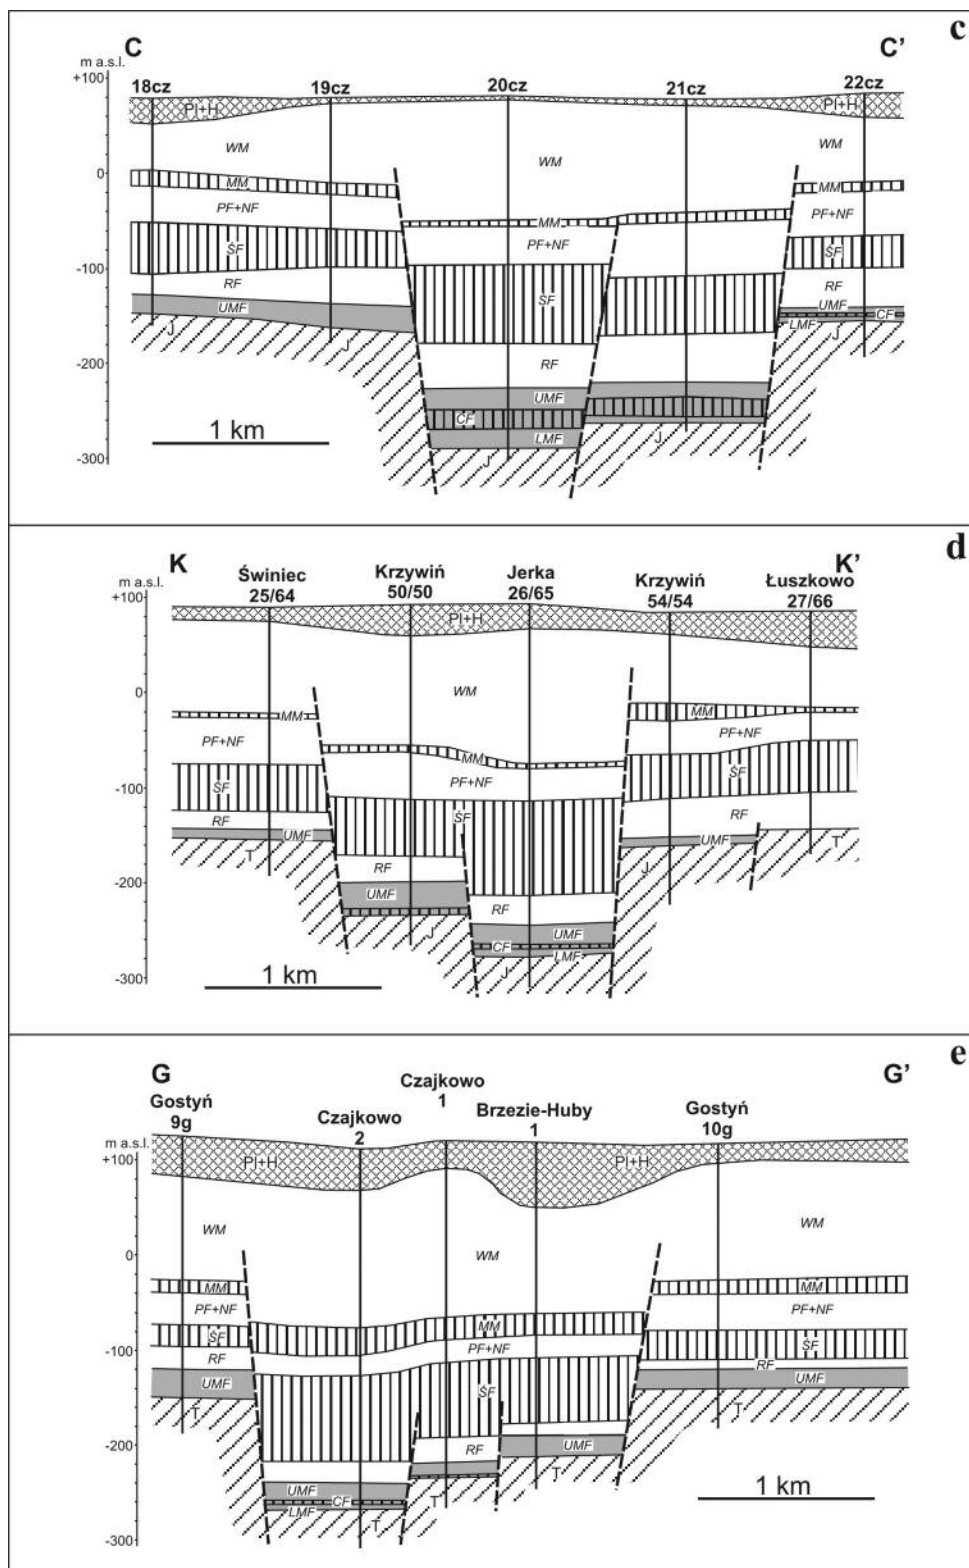 c
C C’
m a.s.l.
+100
18cz 19cz 20cz 21cz 22cz
Pl+H Pl+H
WM WM WM
0
MM MM MM
PF+NF PF+NF PF+NF
ŚF ŚF ŚF
-100
RF RF RF
UMF UMF
LMF CF
J J J
-200
RF
UMF
CF
LMF
J J
1 km
-300
d
K K’
Świniec Krzywiń Jerka Krzywiń Łuszkowo
25/64 50/50 26/65 54/54 27/66
m a.s.l.
+100
Pl+H
WM
0
MM MM MM
PF+NF PF+NF PF+NF
ŚF ŚF ŚF
-100
RF RF
UMF UMF
T T
RF J
-200
UMF RF
J UMF
CF LMF
J
1 km
-300
e
G G’
Gostyń Czajkowo Czajkowo Brzezie-Huby Gostyń
9g 2 1 1 10g
m a.s.l.
+100
Pl+H Pl+H
WM WM WM
0
MM MM MM
PF+NF PF+NF PF+NF
ŚF ŚF ŚF
-100
RF RF
UMF UMF
T T
-200
RF UMF
UMF T
CF
LMF T
T
1 km
-300